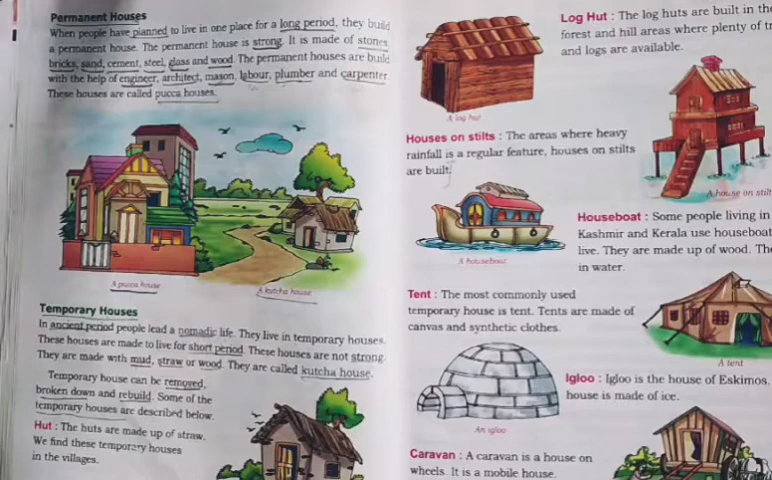 Permanent Houses
When people have planned to live in one place for a long period, they build
a permanent house. The permanent house is strong. It is made of stones,
bricks, sand, cement, steel, glass and wood. The permanent houses are build
with the help of engineer, architect, mason, labour, plumber and carpenter.
These houses are called pucca houses.
A pucca house
A kutcha house
Temporary Houses
In ancient period people lead a nomadic life. They live in temporary houses.
These houses are made to live for short period. These houses are not strong.
They are made with mud, straw or wood. They are called kutcha house.
Temporary house can be removed,
broken down and rebuild. Some of the
temporary houses are described below.
Hut : The huts are made up of straw.
We find these temporary houses
in the villages.
A log hut
Log Hut : The log huts are built in the
forest and hill areas where plenty of
and logs are available.
Houses on stilts : The areas where heavy
rainfall is a regular feature, houses on stilts
are built.
A house on stilt
A houseboat
Houseboat : Some people living in
Kashmir and Kerala use houseboat
live. They are made up of wood.
in water.
Tent : The most commonly used
temporary house is tent. Tents are made of
canvas and synthetic clothes.
A tent
An igloo
Igloo : Igloo is the house of Eskimos.
house is made of ice.
Caravan : A caravan is a house on
wheels. It is a mobile house.